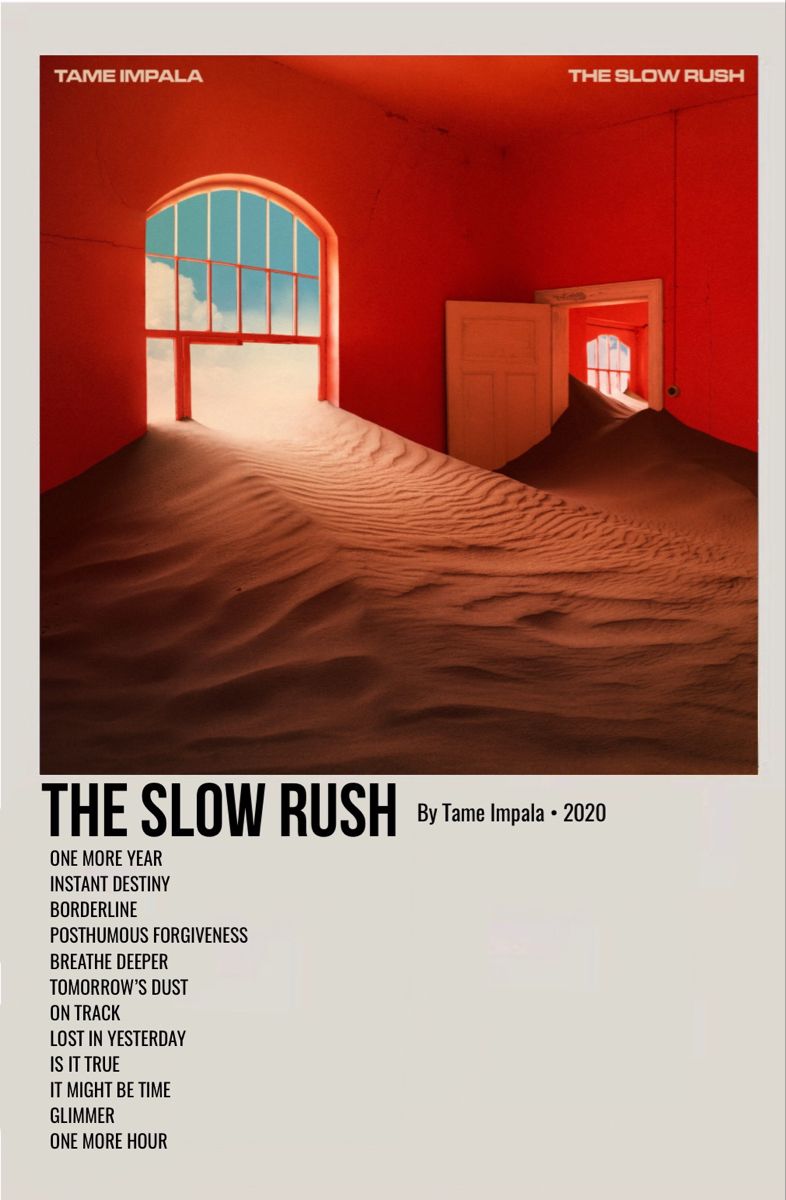 TAME IMPALA
THE SLOW RUSH
THE SLOW RUSH
By Tame Impala • 2020
ONE MORE YEAR
INSTANT DESTINY
BORDERLINE
POSTHUMOUS FORGIVENESS
BREATHE DEEPER
TOMORROW'S DUST
ON TRACK
LOST IN YESTERDAY
IS IT TRUE
IT MIGHT BE TIME
GLIMMER
ONE MORE HOUR